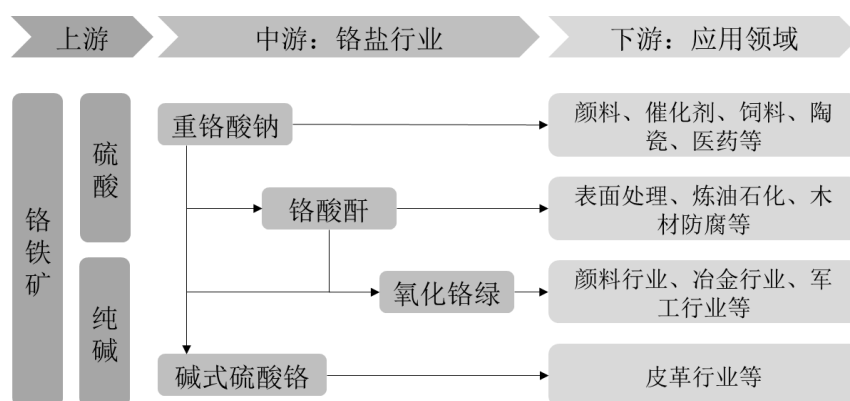 上游
中游：铬盐行业
下游：应用领域
铬铁矿
硫酸
纯碱
重铬酸钠
颜料、催化剂、饲料、陶
瓷、医药等
铬酸酐
表面处理、炼油石化、木
材防腐等
氧化铬绿
颜料行业、冶金行业、军
工行业等
碱式硫酸铬
皮革行业等